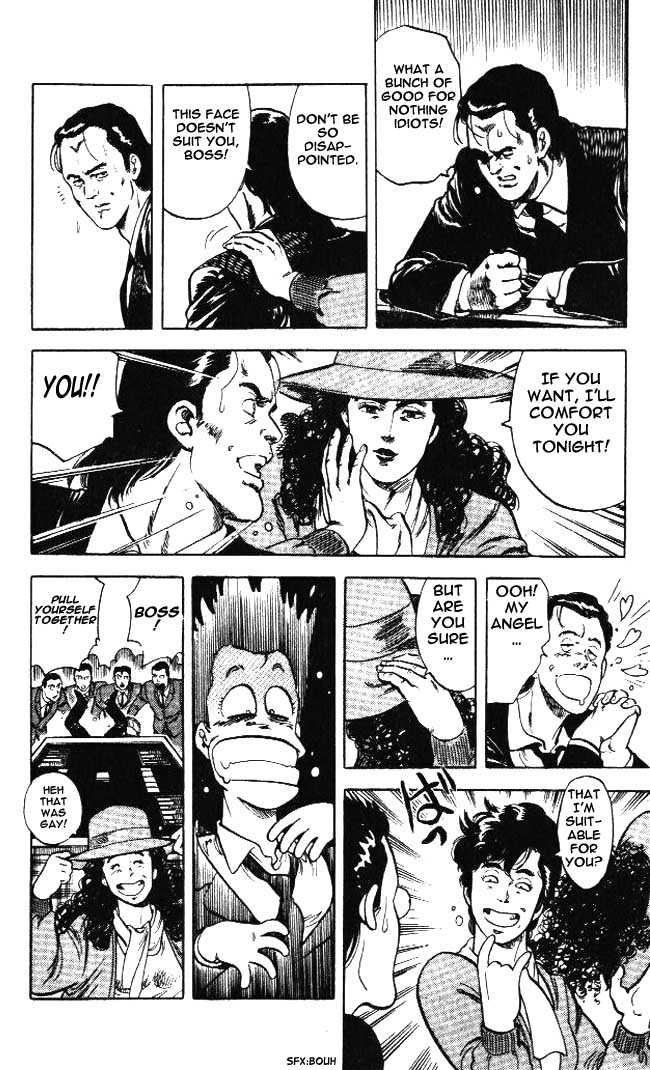 WHAT A
BUNCH OF
GOOD FOR
NOTHING
IDIOTS!
DON'T BE
SO
DISAP-
POINTED.
THIS FACE
DOESN'T
SUIT YOU,
BOSS!
IF YOU
WANT, I'LL
COMFORT
YOU
TONIGHT!
YOU!!
OOH!
MY
ANGEL
...
BUT
ARE
YOU
SURE
...
THAT
I'M
SUIT-
ABLE
FOR
YOU?
ばっ
BOSS
!
PULL
YOURSELF
TOGETHER
!
HEH
THAT
WAS
GAY!
SFX:BOUH